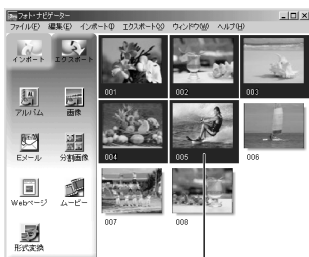 フォト・ナビゲーター
ファイル(F) 編集(E) インポート(I) エクスポート(X) ウィンドウ(W) ヘルプ(H)
インポート エクスポート
アルバム 画像
Eメール 分割画像
Webページ ムービー
形式変換
001 002 003
004 005 006
007 008